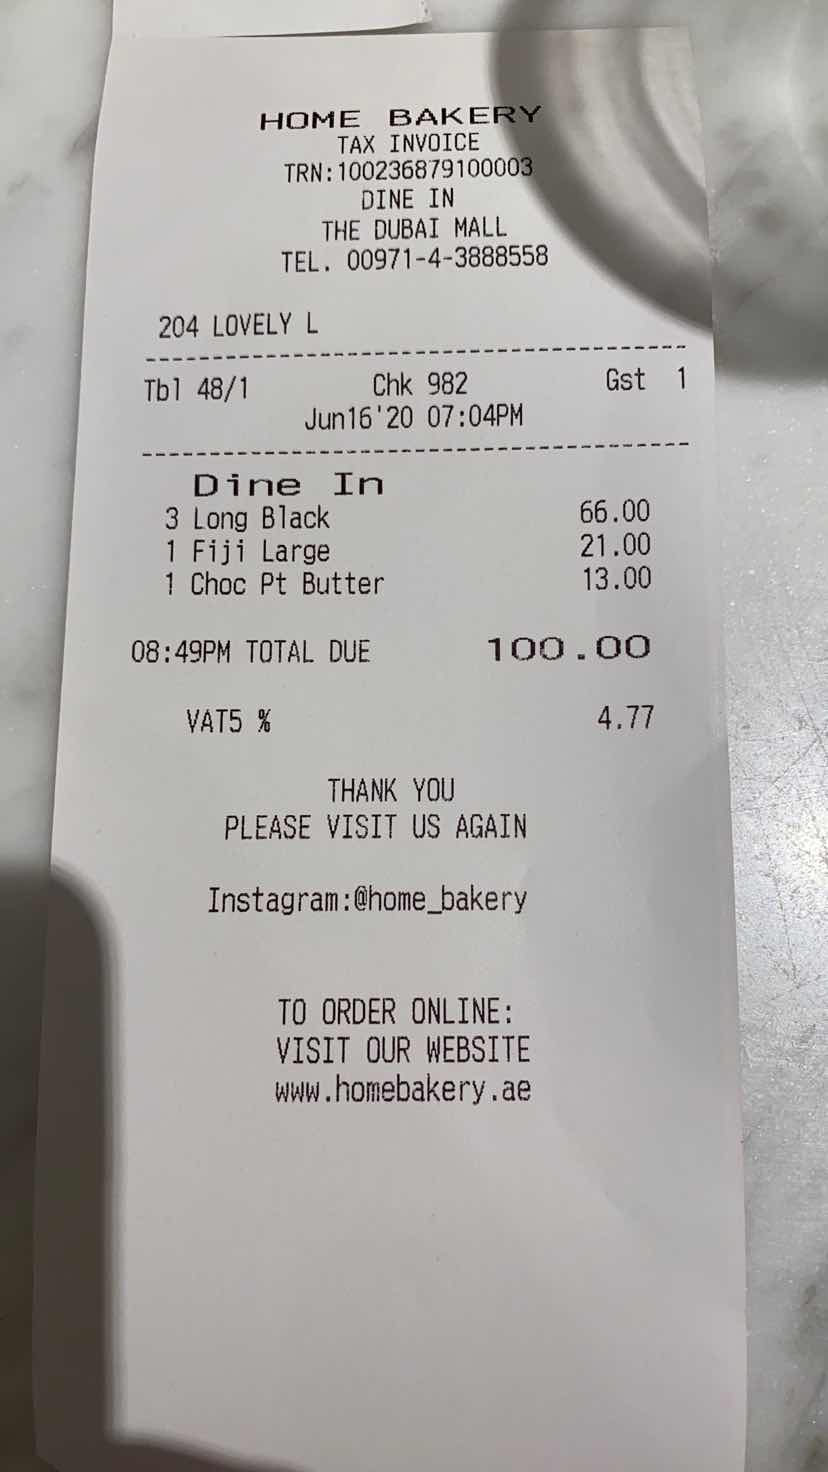 HOME BAKERY
TAX INVOICE
TRN:100236879100003
DINE IN
THE DUBAI MALL
TEL. 00971-4-3888558
204 LOVELY L
Tbl 48/1 Chk 982 Gst 1
Jun16'20 07:04PM
Dine In
3 Long Black 66.00
1 Fiji Large 21.00
1 Choc Pt Butter 13.00
08:49PM TOTAL DUE 100.00
VAT5 % 4.77
THANK YOU
PLEASE VISIT US AGAIN
Instagram:@home_bakery
TO ORDER ONLINE:
VISIT OUR WEBSITE
www.homebakery.ae